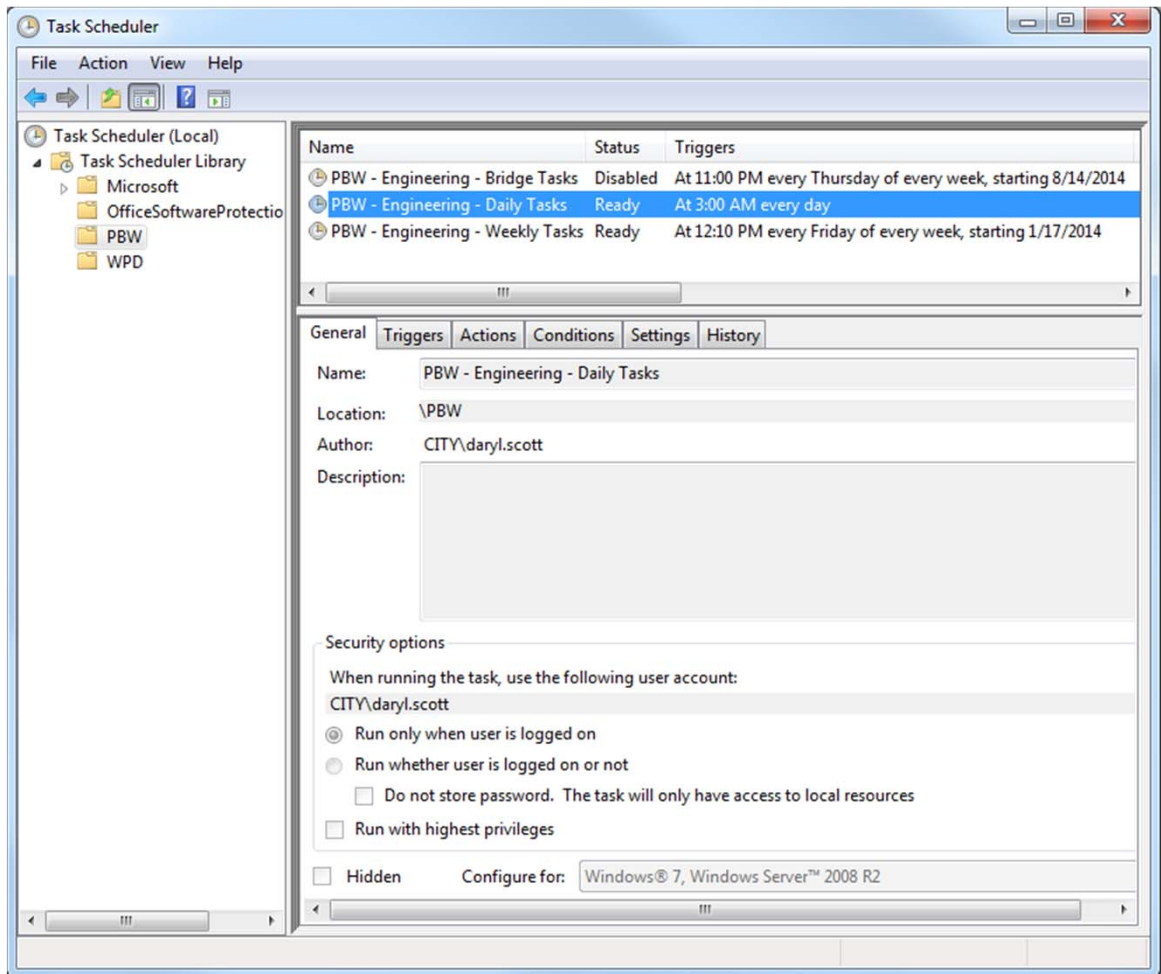 Task Scheduler
File Action View Help
Task Scheduler (Local)
Task Scheduler Library
Microsoft
OfficeSoftwareProtectio
PBW
WPD
Name Status Triggers
PBW - Engineering - Bridge Tasks Disabled At 11:00 PM every Thursday of every week, starting 8/14/2014
PBW - Engineering - Daily Tasks Ready At 3:00 AM every day
PBW - Engineering - Weekly Tasks Ready At 12:10 PM every Friday of every week, starting 1/17/2014
General Triggers Actions Conditions Settings History
Name: PBW - Engineering - Daily Tasks
Location: \PBW
Author: CITY\daryl.scott
Description:
Security options
When running the task, use the following user account:
CITY\daryl.scott
Run only when user is logged on
Run whether user is logged on or not
Do not store password. The task will only have access to local resources
Run with highest privileges
Hidden Configure for: Windows® 7, Windows Server™ 2008 R2